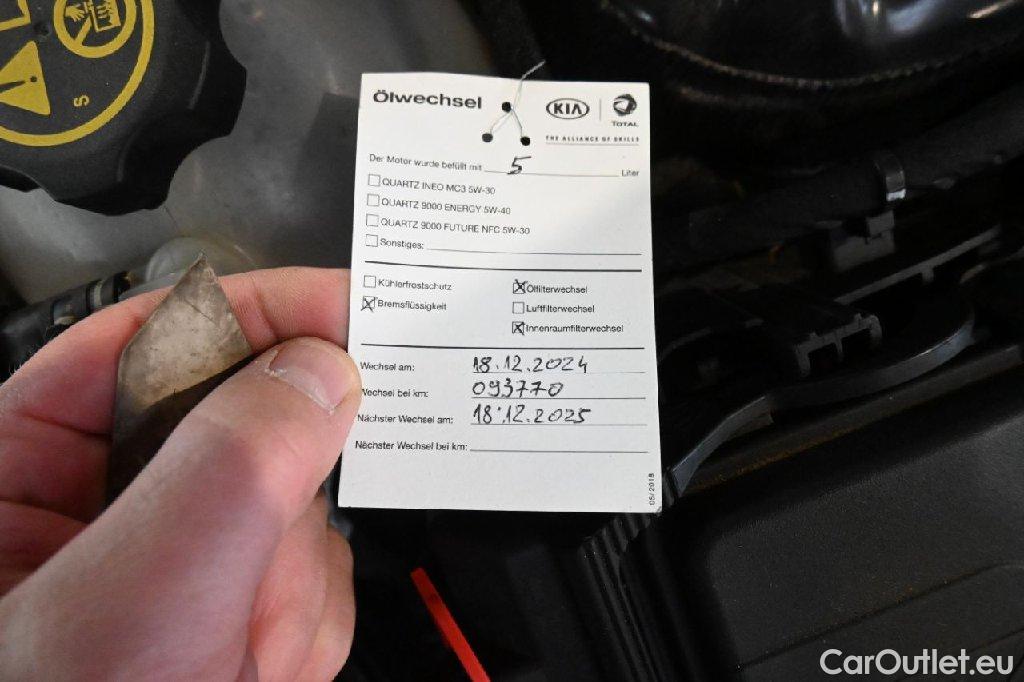 Ölwechsel
KIA TOTAL
THE ALLIANCE OF SKILLS
Der Motor wurde befüllt mit 5 Liter
QUARTZ INEO MC3 5W-30
QUARTZ 9000 ENERGY 5W-40
QUARTZ 9000 FUTURE NFC 5W-30
Sonstiges:
Kühlerfrostschutz
Bremsflüssigkeit
Ölfilterwechsel
Luftfilterwechsel
Innenraumfilterwechsel
Wechsel am: 18.12.2024
Wechsel bei km: 093770
Nächster Wechsel am: 18.12.2025
Nächster Wechsel bei km:
05/2018
CarOutlet.eu